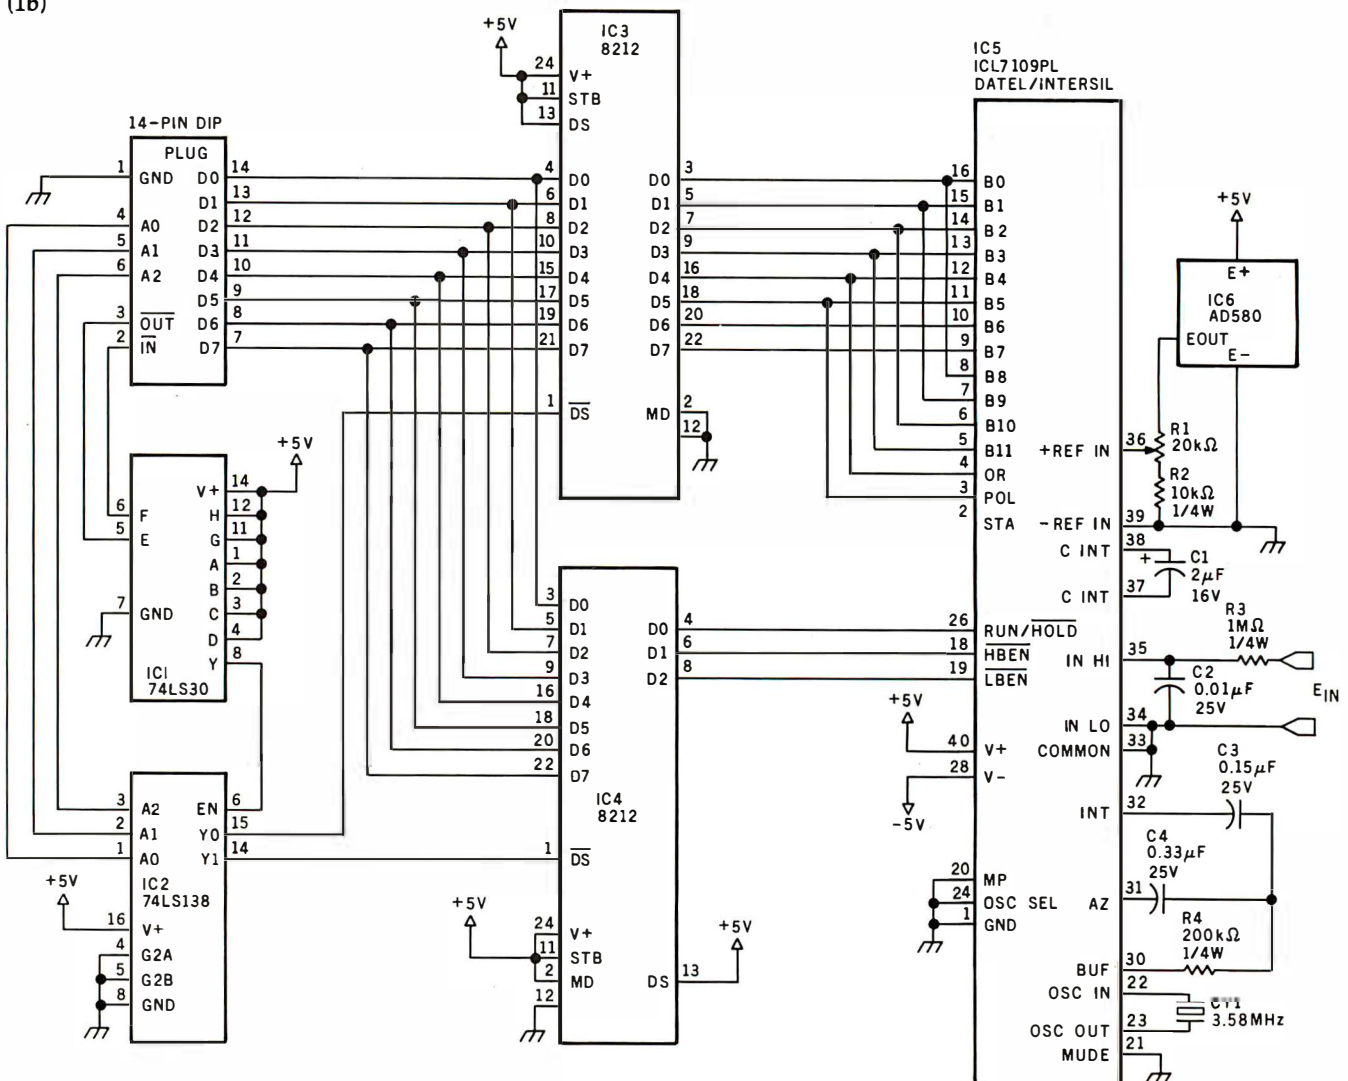 (1b)
14-PIN DIP
PLUG
1 GND D0 14
D1 13
4 A0 D2 12
5 A1 D3 11
6 A2 D4 10
D5 9
3 OUT D6 8
2 IN D7 7
+5V
V+ 14
6 F H 12
5 E G 11
A 1
B 2
7 GND C 3
D 4
Y 8
IC1
74LS30
3 A2 EN 6
2 A1 Y0 15
1 A0 Y1 14
+5V
IC2
74LS138
16 V+
4 G2A
5 G2B
8 GND
+5V
IC3
8212
24 V+
11 STB
13 DS
4 D0 D0 3
6 D1 D1 5
8 D2 D2 7
10 D3 D3 9
15 D4 D4 16
17 D5 D5 18
19 D6 D6 20
21 D7 D7 22
1 DS MD 2
12
3 D0
5 D1 D0 4
7 D2 D1 6
9 D3 D2 8
16 D4
18 D5
20 D6
22 D7
IC4
8212
1 DS
+5V
24 V+
11 STB
2 MD DS 13
12
+5V
IC5
ICL7109PL
DATEL/INTERSIL
16 B0
15 B1
14 B2
13 B3
12 B4
11 B5
10 B6
9 B7
8 B8
7 B9
6 B10
5 B11
4 OR
3 POL
2 STA
26 RUN/HOLD
18 HBEN
19 LBEN
+5V
40 V+
28 V-
-5V
20 MP
24 OSC SEL
1 GND
+REF IN 36
-REF IN 39
C INT 38
C INT 37
IN HI 35
IN LO 34
COMMON 33
INT 32
AZ 31
BUF 30
OSC IN 22
OSC OUT 23
MUDE 21
+5V
E+
IC6
AD580
EOUT
E-
R1
20kΩ
R2
10kΩ
1/4W
+
C1
2µF
16V
R3
1MΩ
1/4W
C2
0.01µF
25V
EIN
C3
0.15µF
25V
C4
0.33µF
25V
R4
200kΩ
1/4W
3.58MHz